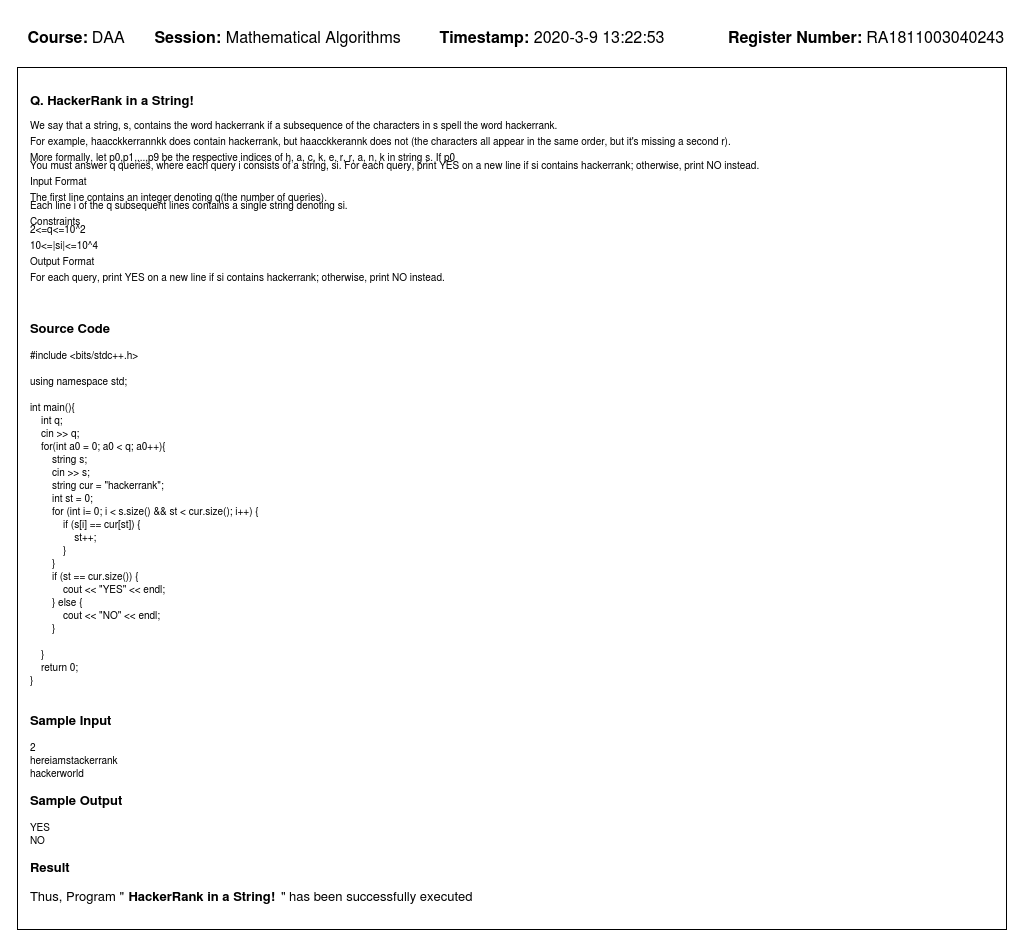 Course: DAA Session: Mathematical Algorithms Timestamp: 2020-3-9 13:22:53 Register Number: RA1811003040243
Q. HackerRank in a String!
We say that a string, s, contains the word hackerrank if a subsequence of the characters in s spell the word hackerrank.
For example, haacckkerrannkk does contain hackerrank, but haacckkerannk does not (the characters all appear in the same order, but it's missing a second r).
More formally, let p0,p1,...,p9 be the respective indices of h, a, c, k, e, r, r, a, n, k in string s. If p0
You must answer q queries, where each query i consists of a string, si. For each query, print YES on a new line if si contains hackerrank; otherwise, print NO instead.
Input Format
The first line contains an integer denoting q(the number of queries).
Each line i of the q subsequent lines contains a single string denoting si.
Constraints
2<=q<=10^2
10<=|si|<=10^4
Output Format
For each query, print YES on a new line if si contains hackerrank; otherwise, print NO instead.
Source Code
#include <bits/stdc++.h>
using namespace std;
int main(){
int q;
cin >> q;
for(int a0 = 0; a0 < q; a0++){
string s;
cin >> s;
string cur = "hackerrank";
int st = 0;
for (int i= 0; i < s.size() && st < cur.size(); i++) {
if (s[i] == cur[st]) {
st++;
}
}
if (st == cur.size()) {
cout << "YES" << endl;
} else {
cout << "NO" << endl;
}
}
return 0;
}
Sample Input
2
hereiamstackerrank
hackerworld
Sample Output
YES
NO
Result
Thus, Program " HackerRank in a String! " has been successfully executed